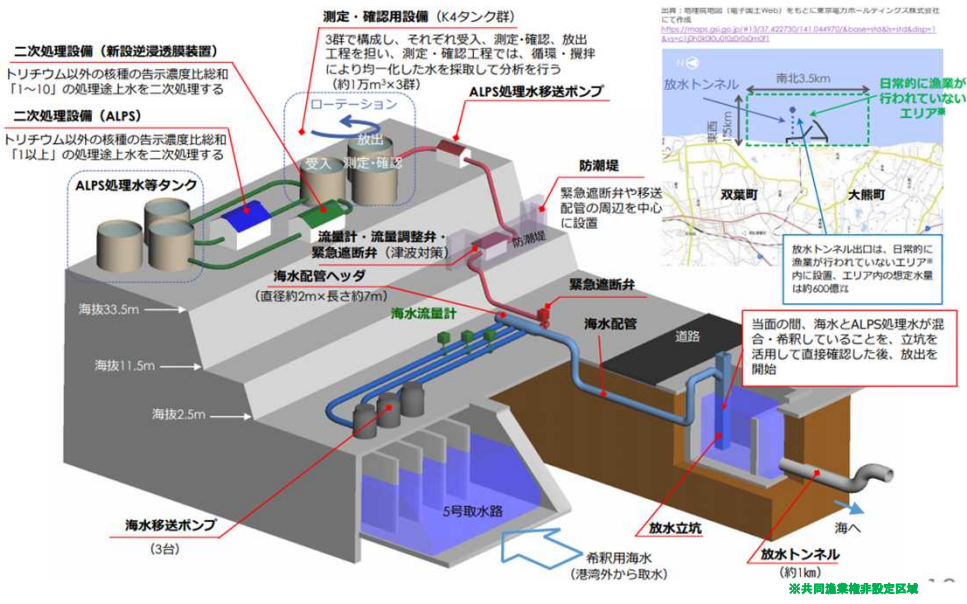 測定・確認用設備（K4タンク群）
3群で構成し、それぞれ受入、測定・確認、放出
工程を担い、測定・確認工程では、循環・攪拌
により均一化した水を採取して分析を行う
（約1万m³×3群）
二次処理設備（新設逆浸透膜装置）
トリチウム以外の核種の告示濃度比総和
「1～10」の処理途上水を二次処理する
二次処理設備（ALPS）
トリチウム以外の核種の告示濃度比総和
「1以上」の処理途上水を二次処理する
ALPS処理水等タンク
ローテーション
受入
放出
測定・確認
ALPS処理水移送ポンプ
防潮堤
緊急遮断弁や移送
配管の周辺を中心
に設置
防潮堤
流量計・流量調整弁・
緊急遮断弁（津波対策）
海水配管ヘッダ
（直径約2m×長さ約7m）
海水流量計
緊急遮断弁
海水配管
道路
海抜33.5m
海抜11.5m
海抜2.5m
海水移送ポンプ
（3台）
5号取水路
希釈用海水
（港湾外から取水）
放水立坑
放水トンネル
（約1km）
海へ
当面の間、海水とALPS処理水が混
合・希釈していることを、立坑を
活用して直接確認した後、放出を
開始
出典：地理院地図（電子国土Web）をもとに東京電力ホールディングス株式会社
にて作成
N
南北3.5km
東西
1.5km
放水トンネル
日常的に漁業が
行われていない
エリア※
双葉町
大熊町
放水トンネル出口は、日常的に
漁業が行われていないエリア※
内に設置、エリア内の想定水量
は約600億㍑
※共同漁業権非設定区域